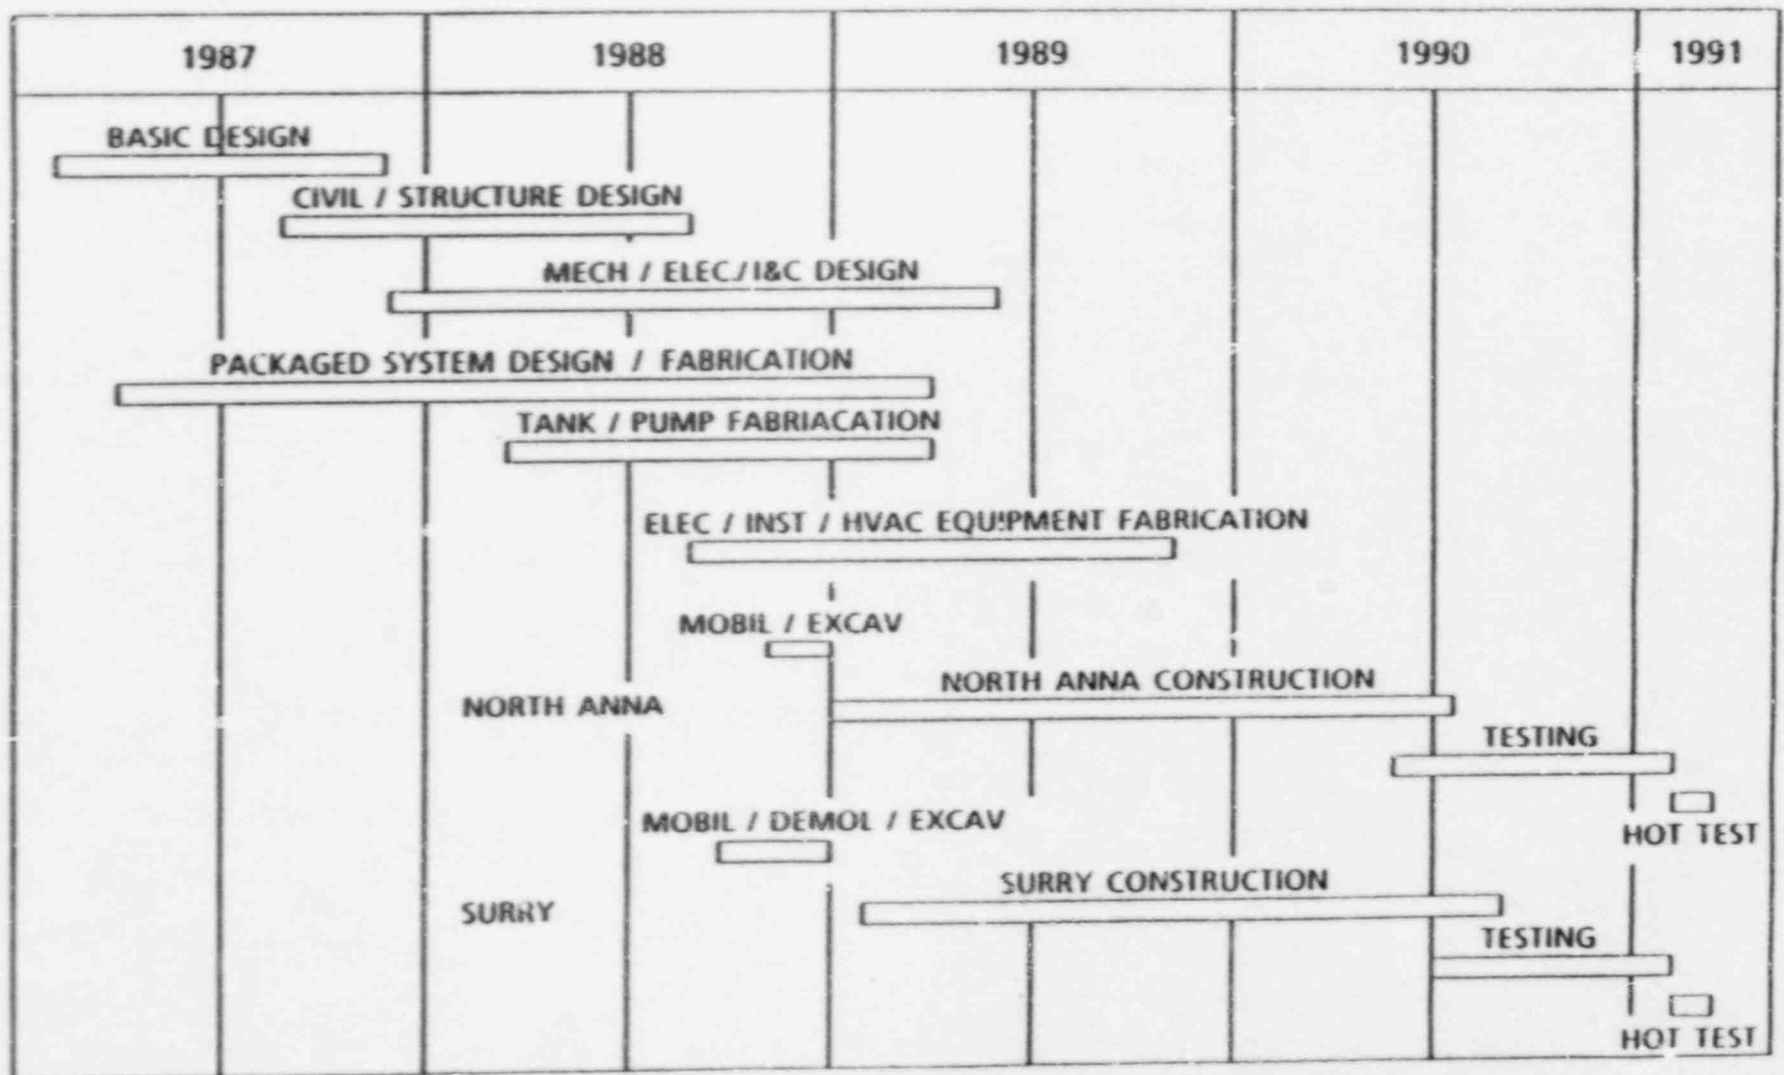 1987 1988 1989 1990 1991
BASIC DESIGN
CIVIL / STRUCTURE DESIGN
MECH / ELEC./I&C DESIGN
PACKAGED SYSTEM DESIGN / FABRICATION
TANK / PUMP FABRIACATION
ELEC / INST / HVAC EQUIPMENT FABRICATION
MOBIL / EXCAV
NORTH ANNA CONSTRUCTION
NORTH ANNA
TESTING
HOT TEST
MOBIL / DEMOL / EXCAV
SURRY CONSTRUCTION
SURRY
TESTING
HOT TEST